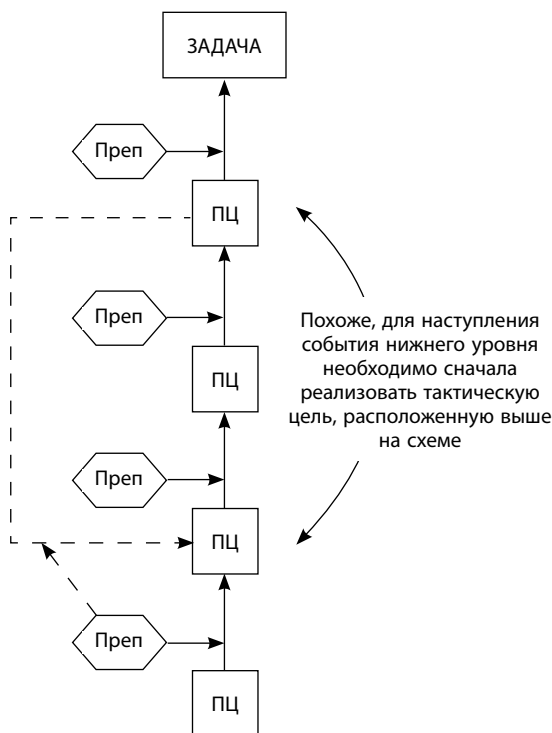 ЗАДАЧА
Преп
ПЦ
Преп
ПЦ
Похоже, для наступления
события нижнего уровня
необходимо сначала
реализовать тактическую
цель, расположенную выше
на схеме
Преп
ПЦ
Преп
ПЦ